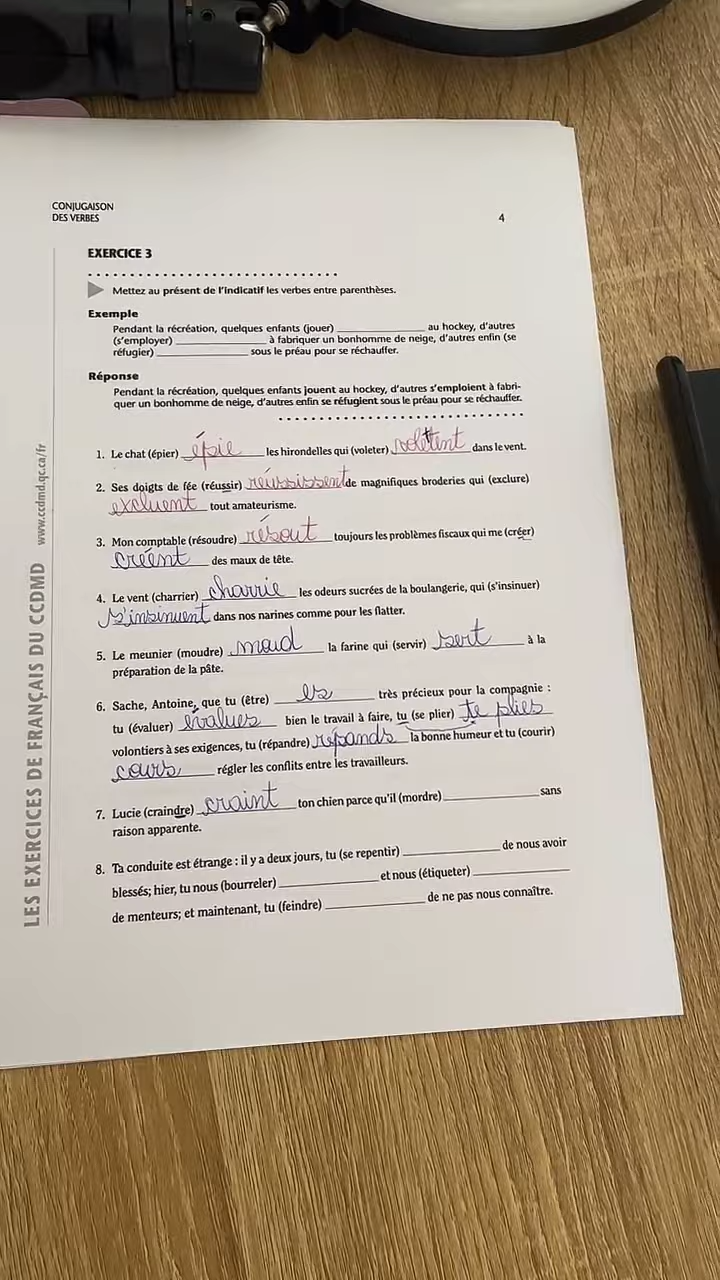 CONJUGAISON
DES VERBES
4
EXERCICE 3
Mettez au présent de l'indicatif les verbes entre parenthèses.
Exemple
Pendant la récréation, quelques enfants (jouer) ____________ au hockey, d'autres
(s'employer) ____________ à fabriquer un bonhomme de neige, d'autres enfin (se
réfugier) ____________ sous le préau pour se réchauffer.
Réponse
Pendant la récréation, quelques enfants jouent au hockey, d'autres s'emploient à fabri-
quer un bonhomme de neige, d'autres enfin se réfugient sous le préau pour se réchauffer.
1. Le chat (épier) épie les hirondelles qui (voleter) volettent dans le vent.
2. Ses doigts de fée (réussir) réussissent de magnifiques broderies qui (exclure)
excluent tout amateurisme.
3. Mon comptable (résoudre) résout toujours les problèmes fiscaux qui me (créer)
créent des maux de tête.
4. Le vent (charrier) charrie les odeurs sucrées de la boulangerie, qui (s'insinuer)
s'insinuent dans nos narines comme pour les flatter.
5. Le meunier (moudre) moud la farine qui (servir) sert à la
préparation de la pâte.
6. Sache, Antoine, que tu (être) es très précieux pour la compagnie :
tu (évaluer) évalues bien le travail à faire, tu (se plier) te plies
volontiers à ses exigences, tu (répandre) répands la bonne humeur et tu (courir)
cours régler les conflits entre les travailleurs.
7. Lucie (craindre) craint ton chien parce qu'il (mordre) ____________ sans
raison apparente.
8. Ta conduite est étrange : il y a deux jours, tu (se repentir) ____________ de nous avoir
blessés; hier, tu nous (bourreler) ____________ et nous (étiqueter) ____________
de menteurs; et maintenant, tu (feindre) ____________ de ne pas nous connaître.
LES EXERCICES DE FRANÇAIS DU CCDMD www.ccdmd.qc.ca/fr